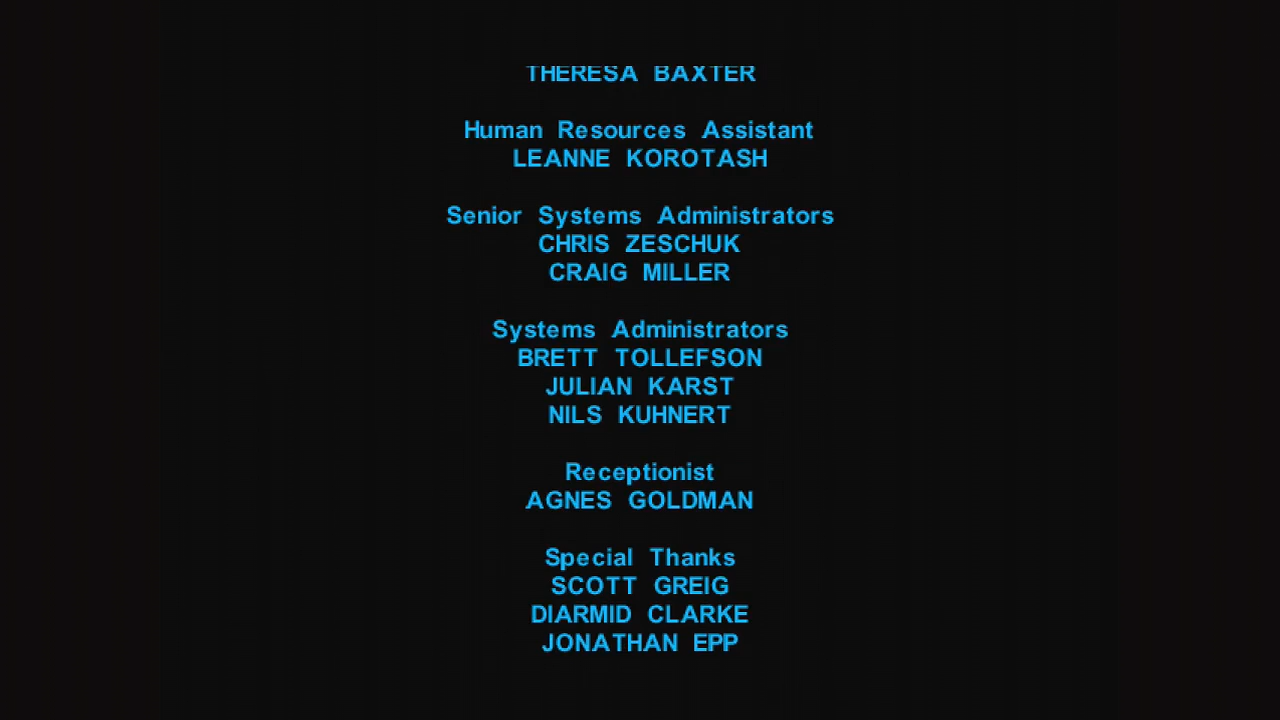 THERESA BAXTER
Human Resources Assistant
LEANNE KOROTASH
Senior Systems Administrators
CHRIS ZESCHUK
CRAIG MILLER
Systems Administrators
BRETT TOLLEFSON
JULIAN KARST
NILS KUHNERT
Receptionist
AGNES GOLDMAN
Special Thanks
SCOTT GREIG
DIARMID CLARKE
JONATHAN EPP